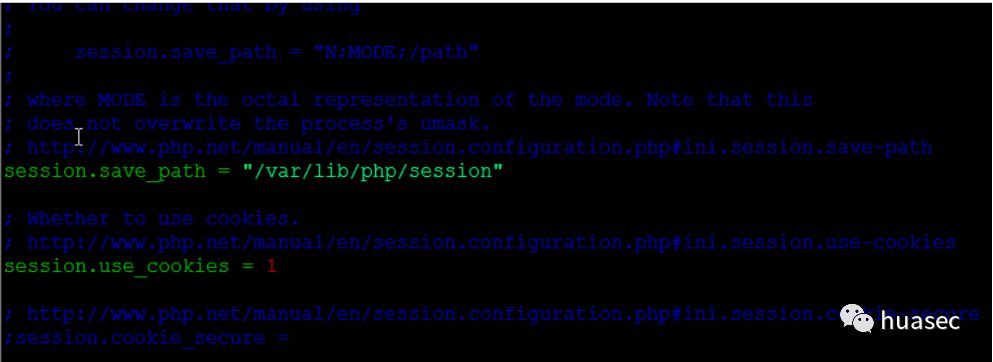 ; You can change that by using
;
;     session.save_path = "N;MODE;/path"
;
; where MODE is the octal representation of the mode. Note that this
; does not overwrite the process's umask.
; http://www.php.net/manual/en/session.configuration.php#ini.session.save-path
session.save_path = "/var/lib/php/session"
; Whether to use cookies.
; http://www.php.net/manual/en/session.configuration.php#ini.session.use-cookies
session.use_cookies = 1
; http://www.php.net/manual/en/session.configuration.php#ini.session.cookie-secure
;session.cookie_secure =
huasec